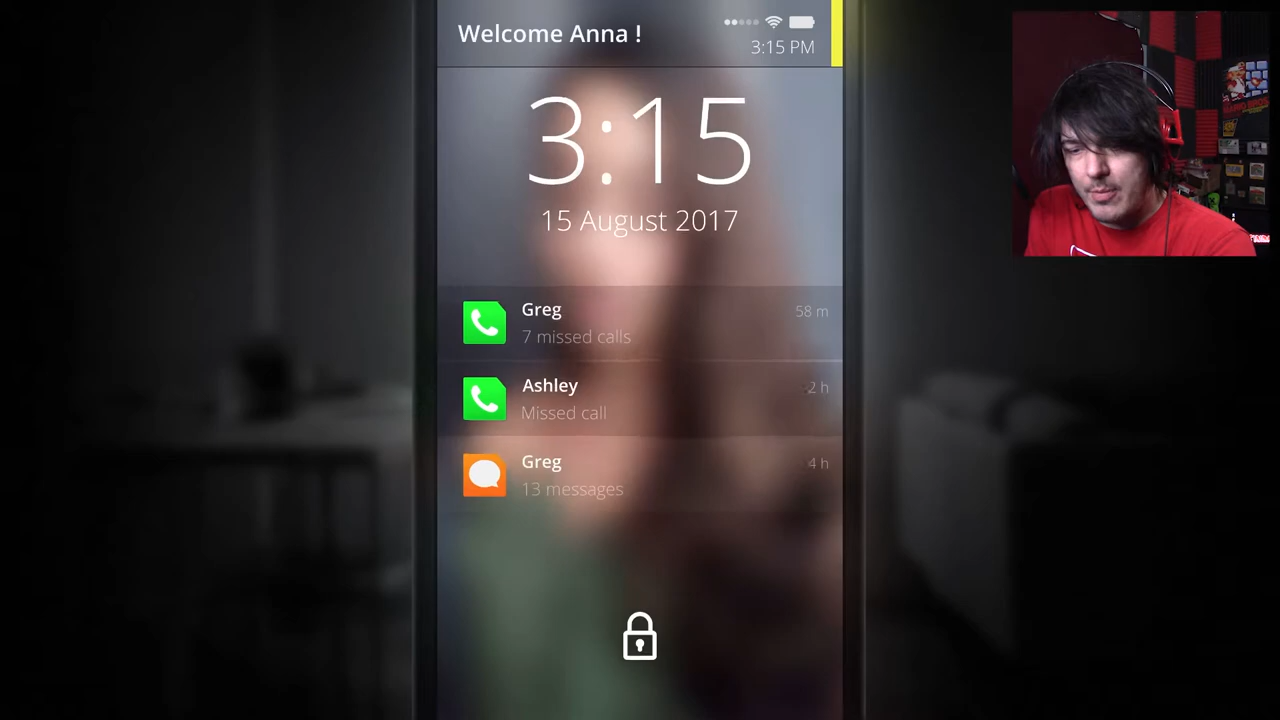 Welcome Anna !
3:15 PM
3:15
15 August 2017
Greg
58 m
7 missed calls
Ashley
2 h
Missed call
Greg
4 h
13 messages